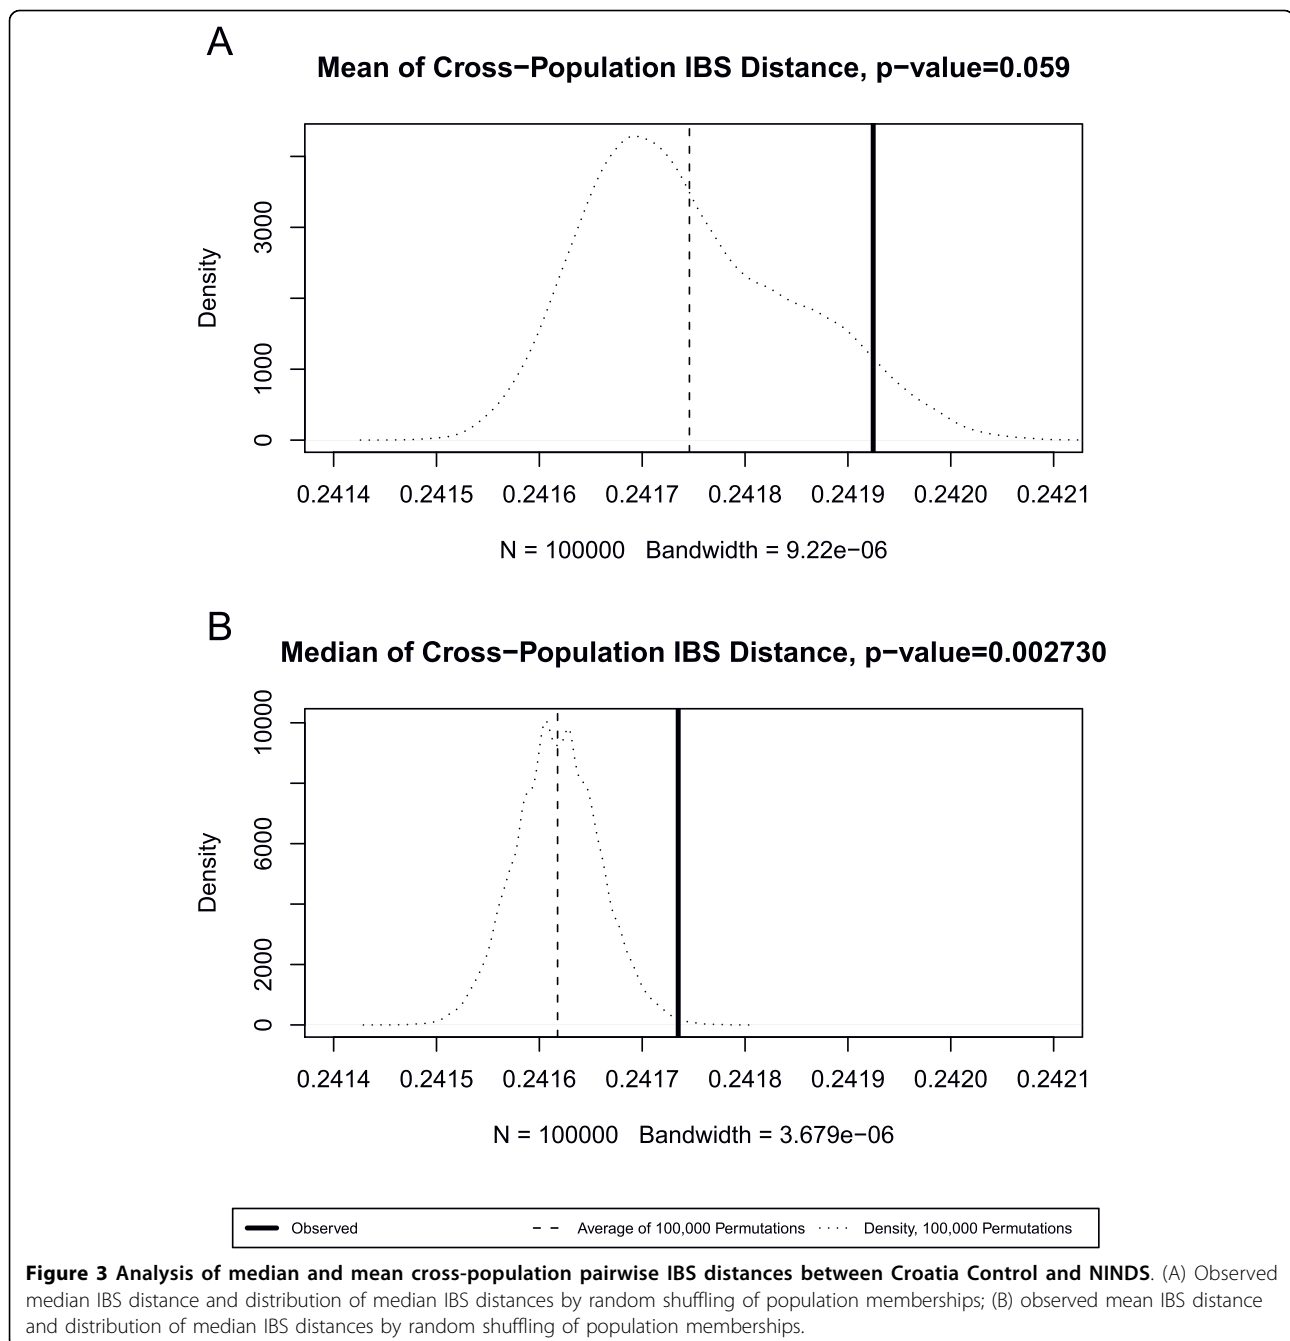 A
Mean of Cross−Population IBS Distance, p−value=0.059
Density
3000
1000
0
0.2414 0.2415 0.2416 0.2417 0.2418 0.2419 0.2420 0.2421
N = 100000 Bandwidth = 9.22e−06
B
Median of Cross−Population IBS Distance, p−value=0.002730
Density
10000
6000
2000
0
0.2414 0.2415 0.2416 0.2417 0.2418 0.2419 0.2420 0.2421
N = 100000 Bandwidth = 3.679e−06
Observed Average of 100,000 Permutations Density, 100,000 Permutations
Figure 3 Analysis of median and mean cross-population pairwise IBS distances between Croatia Control and NINDS. (A) Observed
median IBS distance and distribution of median IBS distances by random shuffling of population memberships; (B) observed mean IBS distance
and distribution of median IBS distances by random shuffling of population memberships.